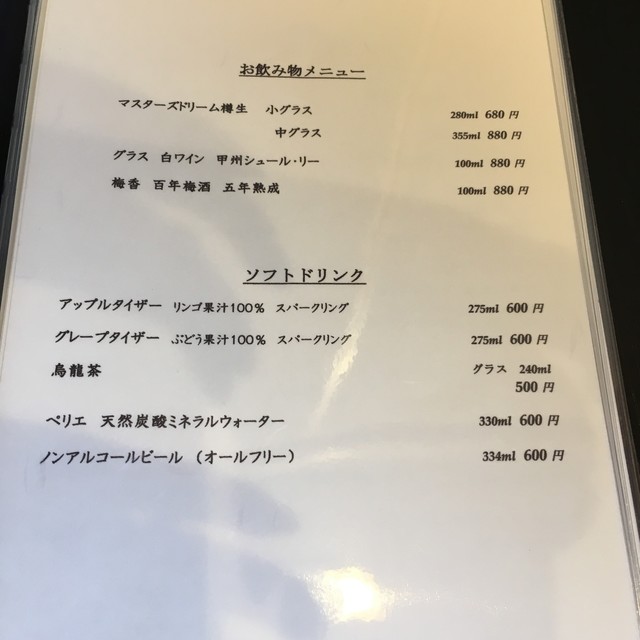 お飲み物メニュー
マスターズドリーム樽生 小グラス 280ml 680 円
中グラス 355ml 880 円
グラス 白ワイン 甲州シュール・リー 100ml 880 円
梅香 百年梅酒 五年熟成 100ml 880 円
ソフトドリンク
アップルタイザー リンゴ果汁100% スパークリング 275ml 600 円
グレープタイザー ぶどう果汁100% スパークリング 275ml 600 円
烏龍茶 グラス 240ml
500 円
ペリエ 天然炭酸ミネラルウォーター 330ml 600 円
ノンアルコールビール (オールフリー) 334ml 600 円